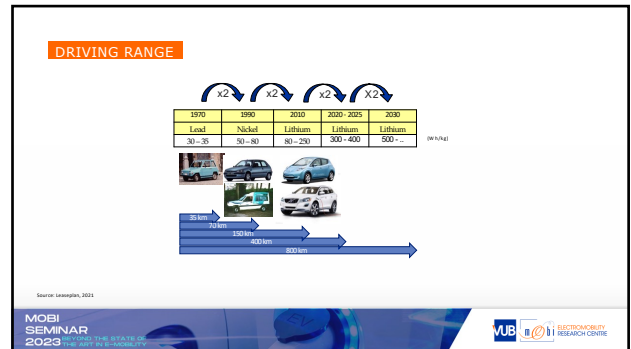 DRIVING RANGE
x2 x2 x2 X2
1970 1990 2010 2020 - 2025 2030
Lead Nickel Lithium Lithium Lithium
30 – 35 50 – 80 80 – 250 300 - 400 500 - ..
(W h/kg)
35 km
70 km
150 km
400 km
800 km
Source: Leaseplan, 2021
MOBI
SEMINAR
2023 BEYOND THE STATE OF
THE ART IN E-MOBILITY
EV
VUB mobi ELECTROMOBILITY
RESEARCH CENTRE